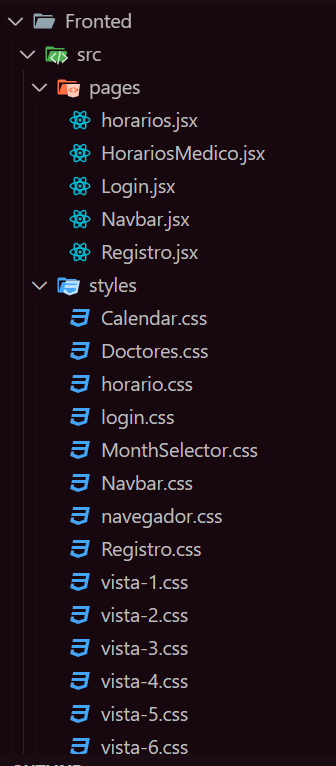 Fronted
src
pages
horarios.jsx
HorariosMedico.jsx
Login.jsx
Navbar.jsx
Registro.jsx
styles
Calendar.css
Doctores.css
horario.css
login.css
MonthSelector.css
Navbar.css
navegador.css
Registro.css
vista-1.css
vista-2.css
vista-3.css
vista-4.css
vista-5.css
vista-6.css